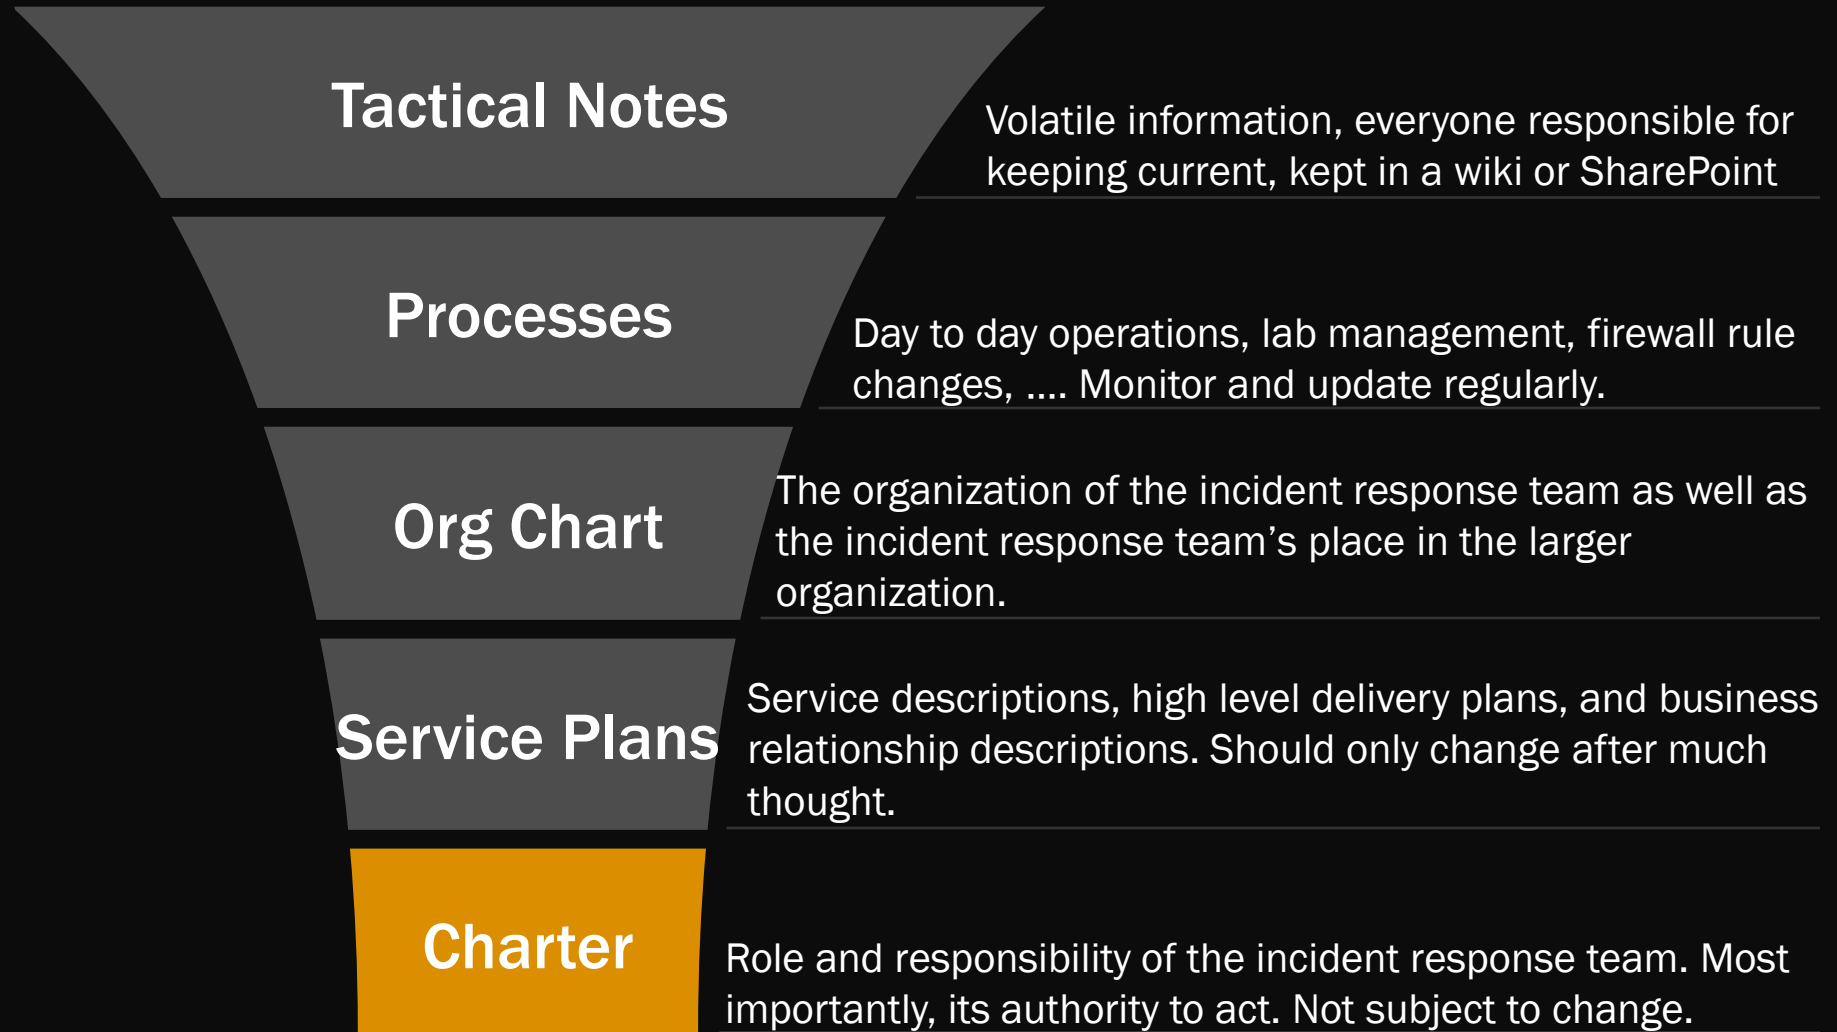 Tactical Notes
Volatile information, everyone responsible for
keeping current, kept in a wiki or SharePoint
Processes
Day to day operations, lab management, firewall rule
changes, .... Monitor and update regularly.
Org Chart
The organization of the incident response team as well as
the incident response team’s place in the larger
organization.
Service Plans
Service descriptions, high level delivery plans, and business
relationship descriptions. Should only change after much
thought.
Charter
Role and responsibility of the incident response team. Most
importantly, its authority to act. Not subject to change.